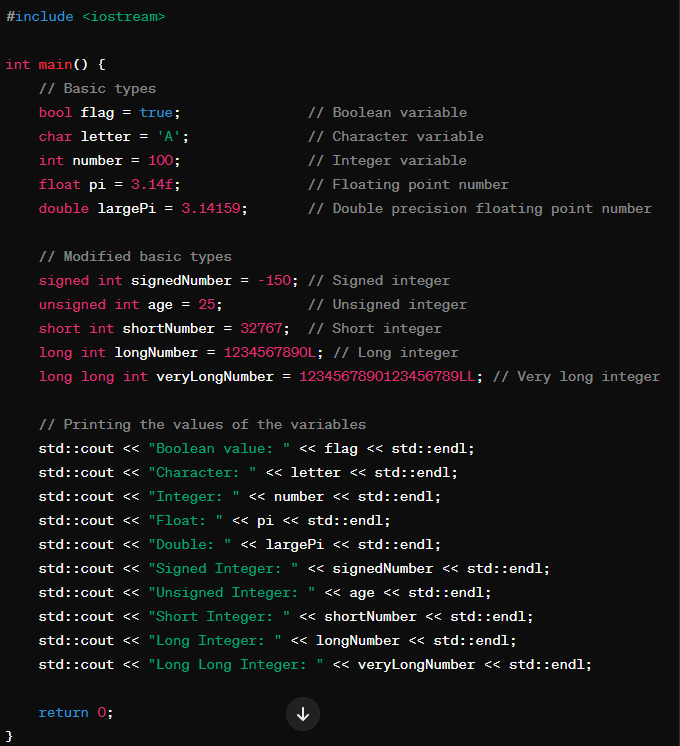 #include <iostream>

int main() {
    // Basic types
    bool flag = true;               // Boolean variable
    char letter = 'A';              // Character variable
    int number = 100;               // Integer variable
    float pi = 3.14f;               // Floating point number
    double largePi = 3.14159;       // Double precision floating point number

    // Modified basic types
    signed int signedNumber = -150; // Signed integer
    unsigned int age = 25;          // Unsigned integer
    short int shortNumber = 32767;  // Short integer
    long int longNumber = 1234567890L; // Long integer
    long long int veryLongNumber = 1234567890123456789LL; // Very long integer

    // Printing the values of the variables
    std::cout << "Boolean value: " << flag << std::endl;
    std::cout << "Character: " << letter << std::endl;
    std::cout << "Integer: " << number << std::endl;
    std::cout << "Float: " << pi << std::endl;
    std::cout << "Double: " << largePi << std::endl;
    std::cout << "Signed Integer: " << signedNumber << std::endl;
    std::cout << "Unsigned Integer: " << age << std::endl;
    std::cout << "Short Integer: " << shortNumber << std::endl;
    std::cout << "Long Integer: " << longNumber << std::endl;
    std::cout << "Long Long Integer: " << veryLongNumber << std::endl;

    return 0;
}